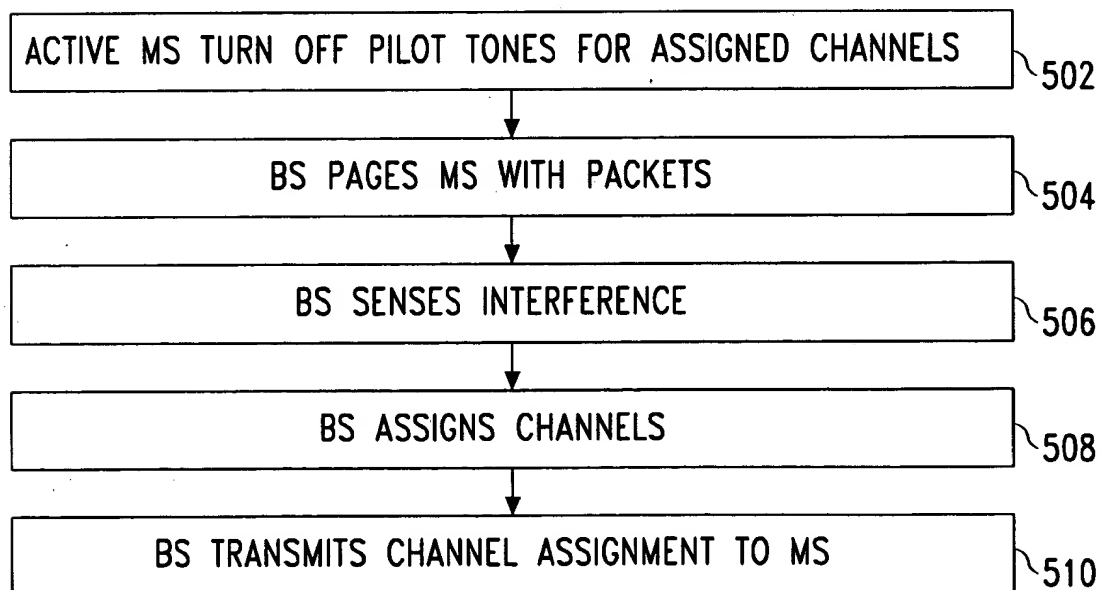 ACTIVE MS TURN OFF PILOT TONES FOR ASSIGNED CHANNELS
502
BS PAGES MS WITH PACKETS
504
BS SENSES INTERFERENCE
506
BS ASSIGNS CHANNELS
508
BS TRANSMITS CHANNEL ASSIGNMENT TO MS
510